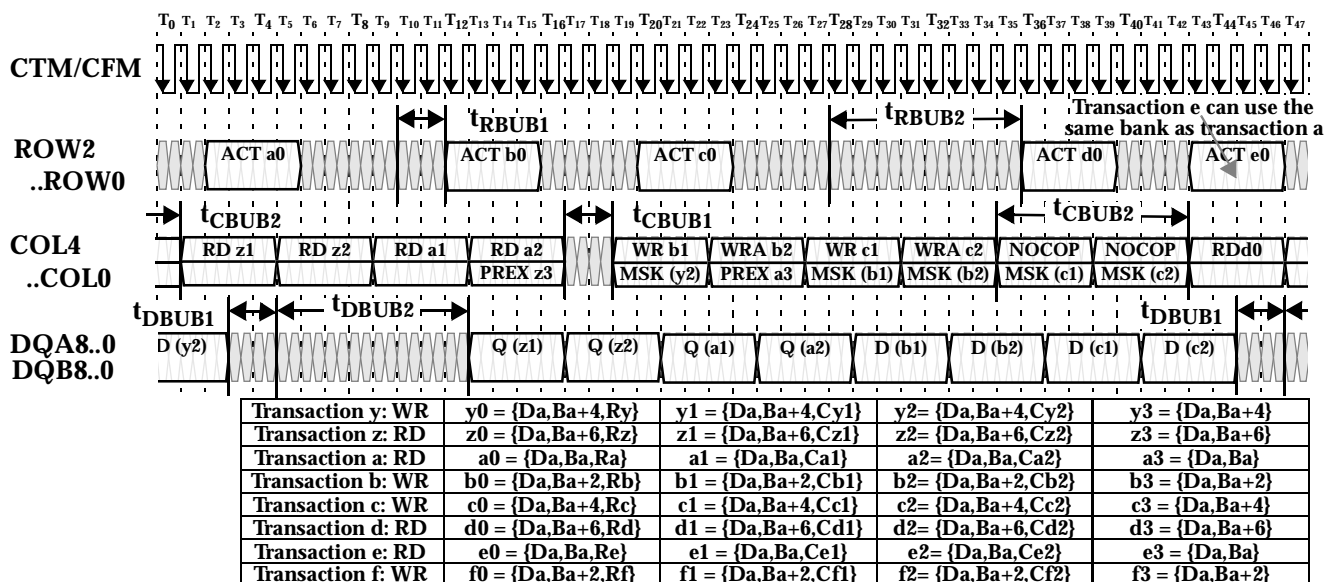 T0 T1 T2 T3 T4 T5 T6 T7 T8 T9 T10 T11 T12 T13 T14 T15 T16 T17 T18 T19 T20 T21 T22 T23 T24 T25 T26 T27 T28 T29 T30 T31 T32 T33 T34 T35 T36 T37 T38 T39 T40 T41 T42 T43 T44 T45 T46 T47
CTM/CFM
Transaction e can use the
same bank as transaction a
tRBUB1 tRBUB2
ROW2
..ROW0
ACT a0 ACT b0 ACT c0 ACT d0 ACT e0
tCBUB2 tCBUB1 tCBUB2
COL4
..COL0
RD z1 RD z2 RD a1 RD a2 WR b1 WRA b2 WR c1 WRA c2 NOCOP NOCOP RDd0
PREX z3 MSK (y2) PREX a3 MSK (b1) MSK (b2) MSK (c1) MSK (c2)
tDBUB1 tDBUB2 tDBUB1
DQA8..0
DQB8..0
D (y2) Q (z1) Q (z2) Q (a1) Q (a2) D (b1) D (b2) D (c1) D (c2)
Transaction y: WR y0 = {Da,Ba+4,Ry} y1 = {Da,Ba+4,Cy1} y2= {Da,Ba+4,Cy2} y3 = {Da,Ba+4}
Transaction z: RD z0 = {Da,Ba+6,Rz} z1 = {Da,Ba+6,Cz1} z2= {Da,Ba+6,Cz2} z3 = {Da,Ba+6}
Transaction a: RD a0 = {Da,Ba,Ra} a1 = {Da,Ba,Ca1} a2= {Da,Ba,Ca2} a3 = {Da,Ba}
Transaction b: WR b0 = {Da,Ba+2,Rb} b1 = {Da,Ba+2,Cb1} b2= {Da,Ba+2,Cb2} b3 = {Da,Ba+2}
Transaction c: WR c0 = {Da,Ba+4,Rc} c1 = {Da,Ba+4,Cc1} c2= {Da,Ba+4,Cc2} c3 = {Da,Ba+4}
Transaction d: RD d0 = {Da,Ba+6,Rd} d1 = {Da,Ba+6,Cd1} d2= {Da,Ba+6,Cd2} d3 = {Da,Ba+6}
Transaction e: RD e0 = {Da,Ba,Re} e1 = {Da,Ba,Ce1} e2= {Da,Ba,Ce2} e3 = {Da,Ba}
Transaction f: WR f0 = {Da,Ba+2,Rf} f1 = {Da,Ba+2,Cf1} f2= {Da,Ba+2,Cf2} f3 = {Da,Ba+2}